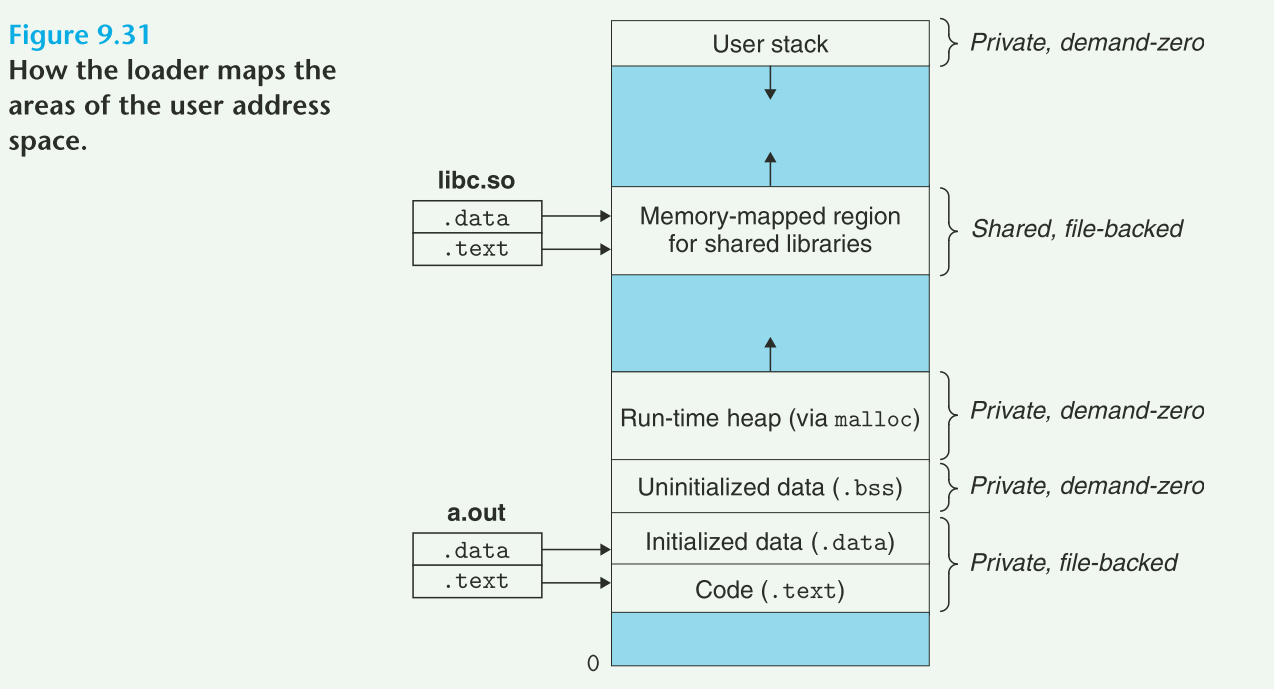 Figure 9.31
How the loader maps the
areas of the user address
space.
User stack
Private, demand-zero
libc.so
.data
.text
Memory-mapped region
for shared libraries
Shared, file-backed
Run-time heap (via malloc)
Private, demand-zero
Uninitialized data (.bss)
Private, demand-zero
a.out
.data
.text
Initialized data (.data)
Code (.text)
Private, file-backed
0